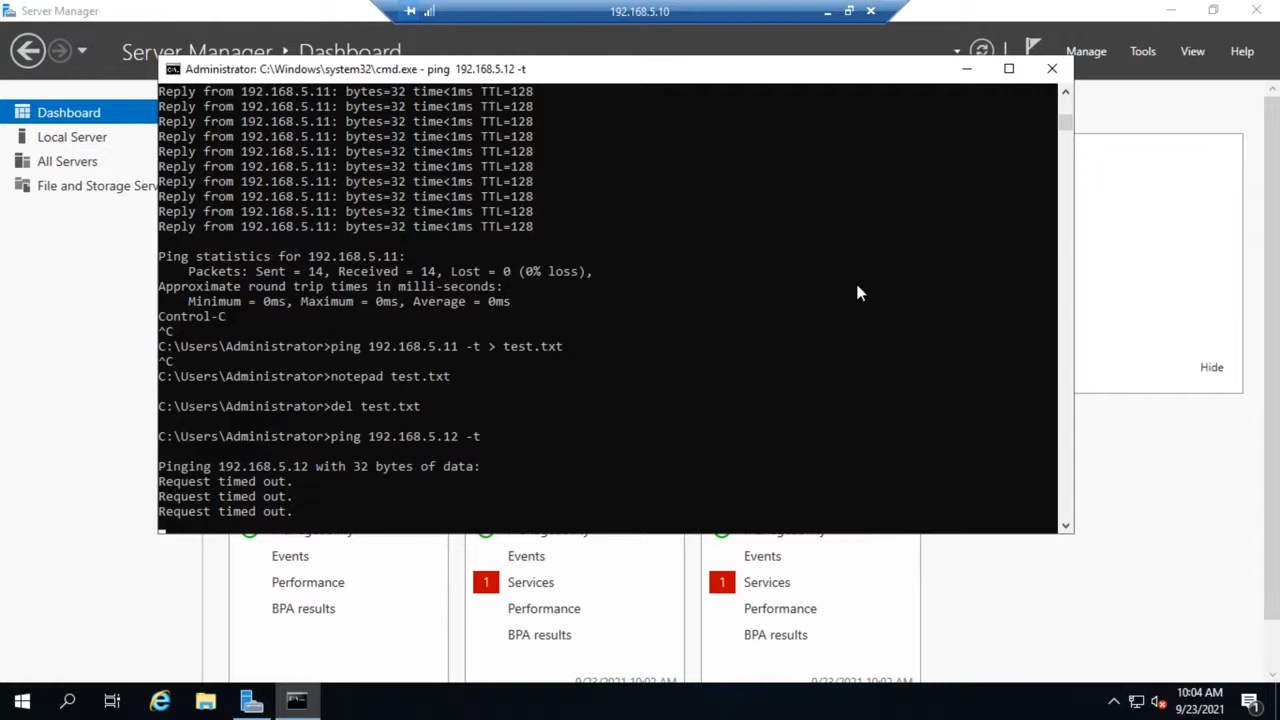 Server Manager
192.168.5.10
Server Manager › Dashboard
Manage Tools View Help
Administrator: C:\Windows\system32\cmd.exe - ping  192.168.5.12 -t
Dashboard
Local Server
All Servers
File and Storage Serv
Reply from 192.168.5.11: bytes=32 time<1ms TTL=128
Reply from 192.168.5.11: bytes=32 time<1ms TTL=128
Reply from 192.168.5.11: bytes=32 time<1ms TTL=128
Reply from 192.168.5.11: bytes=32 time<1ms TTL=128
Reply from 192.168.5.11: bytes=32 time<1ms TTL=128
Reply from 192.168.5.11: bytes=32 time<1ms TTL=128
Reply from 192.168.5.11: bytes=32 time<1ms TTL=128
Reply from 192.168.5.11: bytes=32 time<1ms TTL=128
Reply from 192.168.5.11: bytes=32 time<1ms TTL=128
Reply from 192.168.5.11: bytes=32 time<1ms TTL=128
Ping statistics for 192.168.5.11:
Packets: Sent = 14, Received = 14, Lost = 0 (0% loss),
Approximate round trip times in milli-seconds:
Minimum = 0ms, Maximum = 0ms, Average = 0ms
Control-C
^C
C:\Users\Administrator>ping 192.168.5.11 -t > test.txt
^C
C:\Users\Administrator>notepad test.txt
C:\Users\Administrator>del test.txt
C:\Users\Administrator>ping 192.168.5.12 -t
Pinging 192.168.5.12 with 32 bytes of data:
Request timed out.
Request timed out.
Request timed out.
Hide
Events
Performance
BPA results
Events
1 Services
Performance
BPA results
Events
1 Services
Performance
BPA results
9/23/2021 10:04 AM
10:04 AM
9/23/2021
1